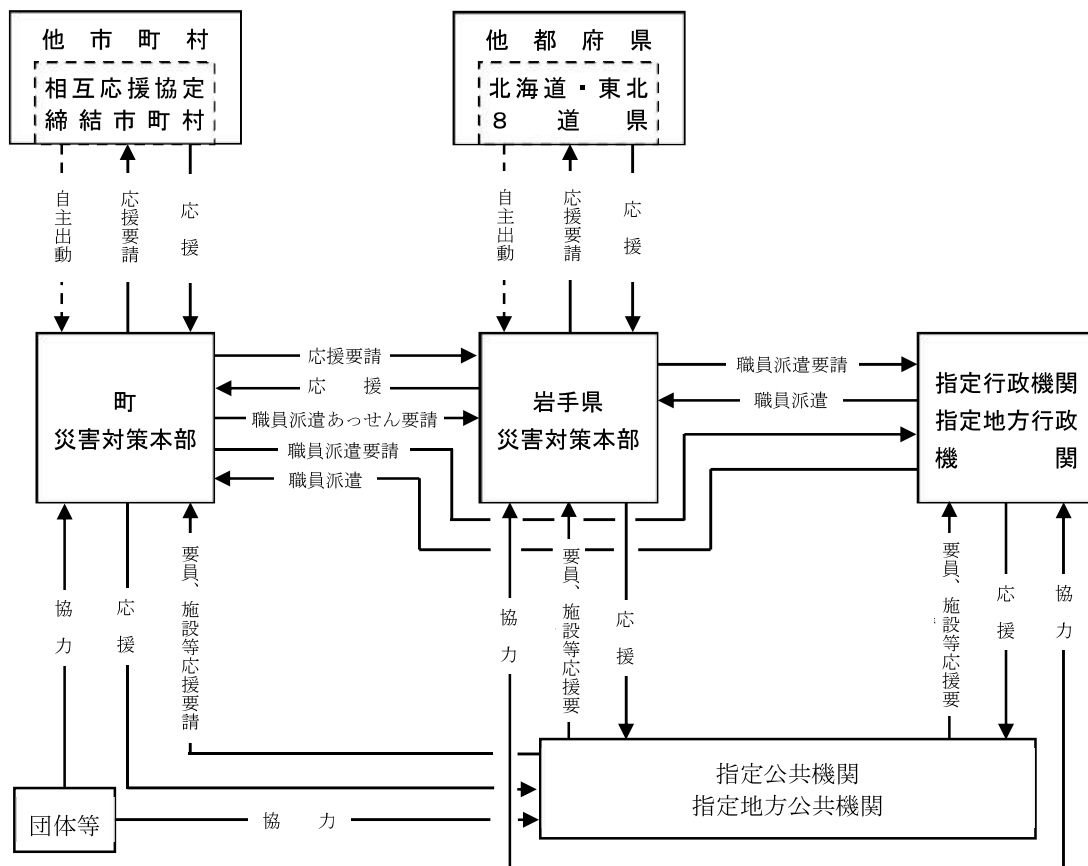 他市町村
相互応援協定
締結市町村
他都府県
北海道・東北
８道県
自主出動
応援要請
応援
自主出動
応援要請
応援
町
災害対策本部
応援要請
応援
職員派遣あっせん要請
職員派遣要請
職員派遣
岩手県
災害対策本部
職員派遣要請
職員派遣
指定行政機関
指定地方行政
機関
協力
応援
要員、施設等応援要請
協力
要員、施設等応援要
応援
要員、施設等応援要
応援
協力
団体等
協力
指定公共機関
指定地方公共機関